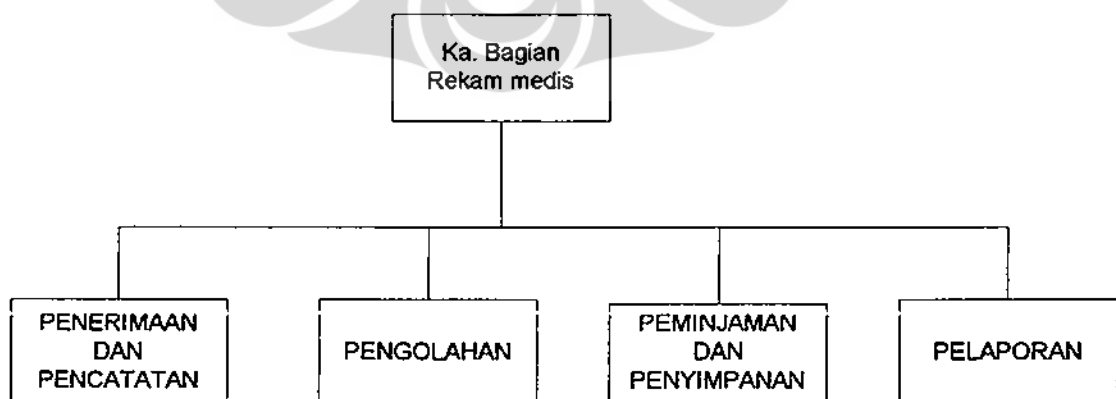 Ka. Bagian
Rekam medis
PENERIMAAN
DAN
PENCATATAN
PENGOLAHAN
PEMINJAMAN
DAN
PENYIMPANAN
PELAPORAN